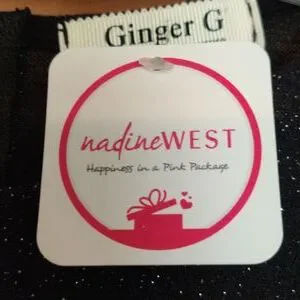 Ginger G
nadineWEST
Happiness in a Pink Package